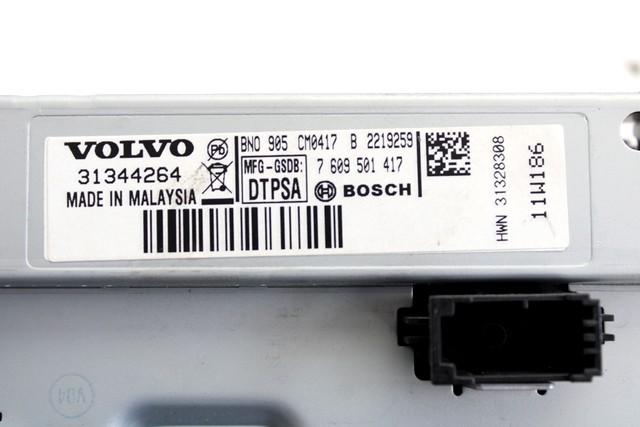 VOLVO
31344264
MADE IN MALAYSIA
Pb
BNO 905 CM0417 B 2219259
MFG-GSDB: 7 609 501 417
DTPSA
BOSCH
HWN 31328308
11W186
V04